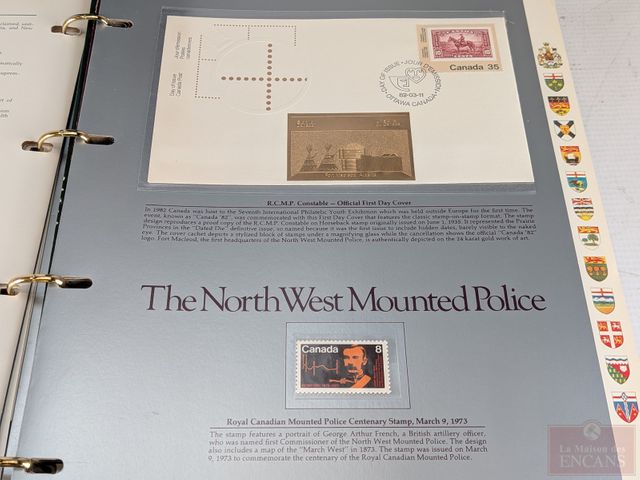 Day of Issue
Canada Post
Jour d'émission
Postes
canadiennes
Canada 35
DAY OF ISSUE - JOUR D'ÉMISSION
82-03-11
OTTAWA CANADA
R.C.M.P. Constable — Official First Day Cover
In 1982 Canada was host to the Seventh International Philatelic Youth Exhibition which was held outside Europe for the first time. The
event, known as "Canada '82", was commemorated with this First Day Cover that features the classic stamp-on-stamp format. The stamp
design reproduces a proof copy of the R.C.M.P. Constable on Horseback stamp originally issued on June 1, 1935. It represented the Prairie
Provinces in the "Dated Die" definitive issue, so named because it was the first issue to include hidden dates, barely visible to the naked
eye. The cover cachet depicts a stylized block of stamps under a magnifying glass while the cancellation shows the official "Canada '82"
logo. Fort Macleod, the first headquarters of the North West Mounted Police, is authentically depicted on the 24 karat gold work of art.
The North West Mounted Police
Canada 8
Royal Canadian Mounted Police Centenary Stamp, March 9, 1973
The stamp features a portrait of George Arthur French, a British artillery officer,
who was named first Commissioner of the North West Mounted Police. The design
also includes a map of the "March West" in 1873. The stamp was issued on March
9, 1973 to commemorate the centenary of the Royal Canadian Mounted Police.
La Maison des
ENCANS